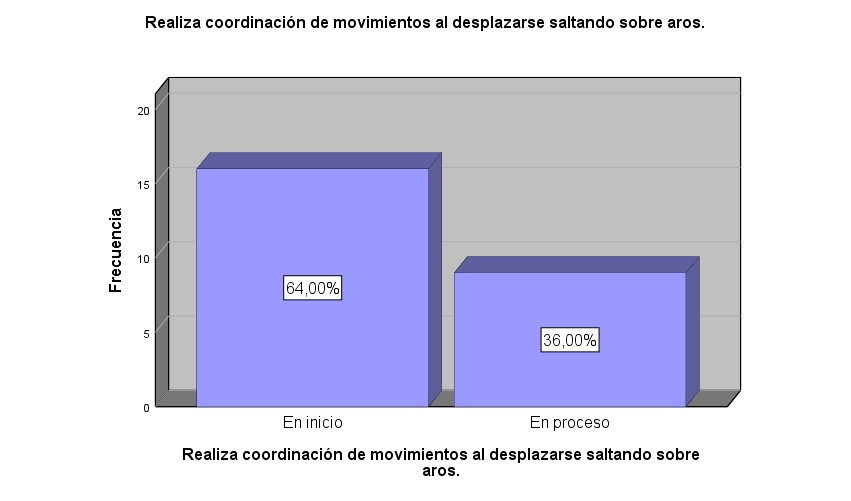 Realiza coordinación de movimientos al desplazarse saltando sobre aros.
20
15
10
5
0
Frecuencia
64,00%
36,00%
En inicio
En proceso
Realiza coordinación de movimientos al desplazarse saltando sobre
aros.